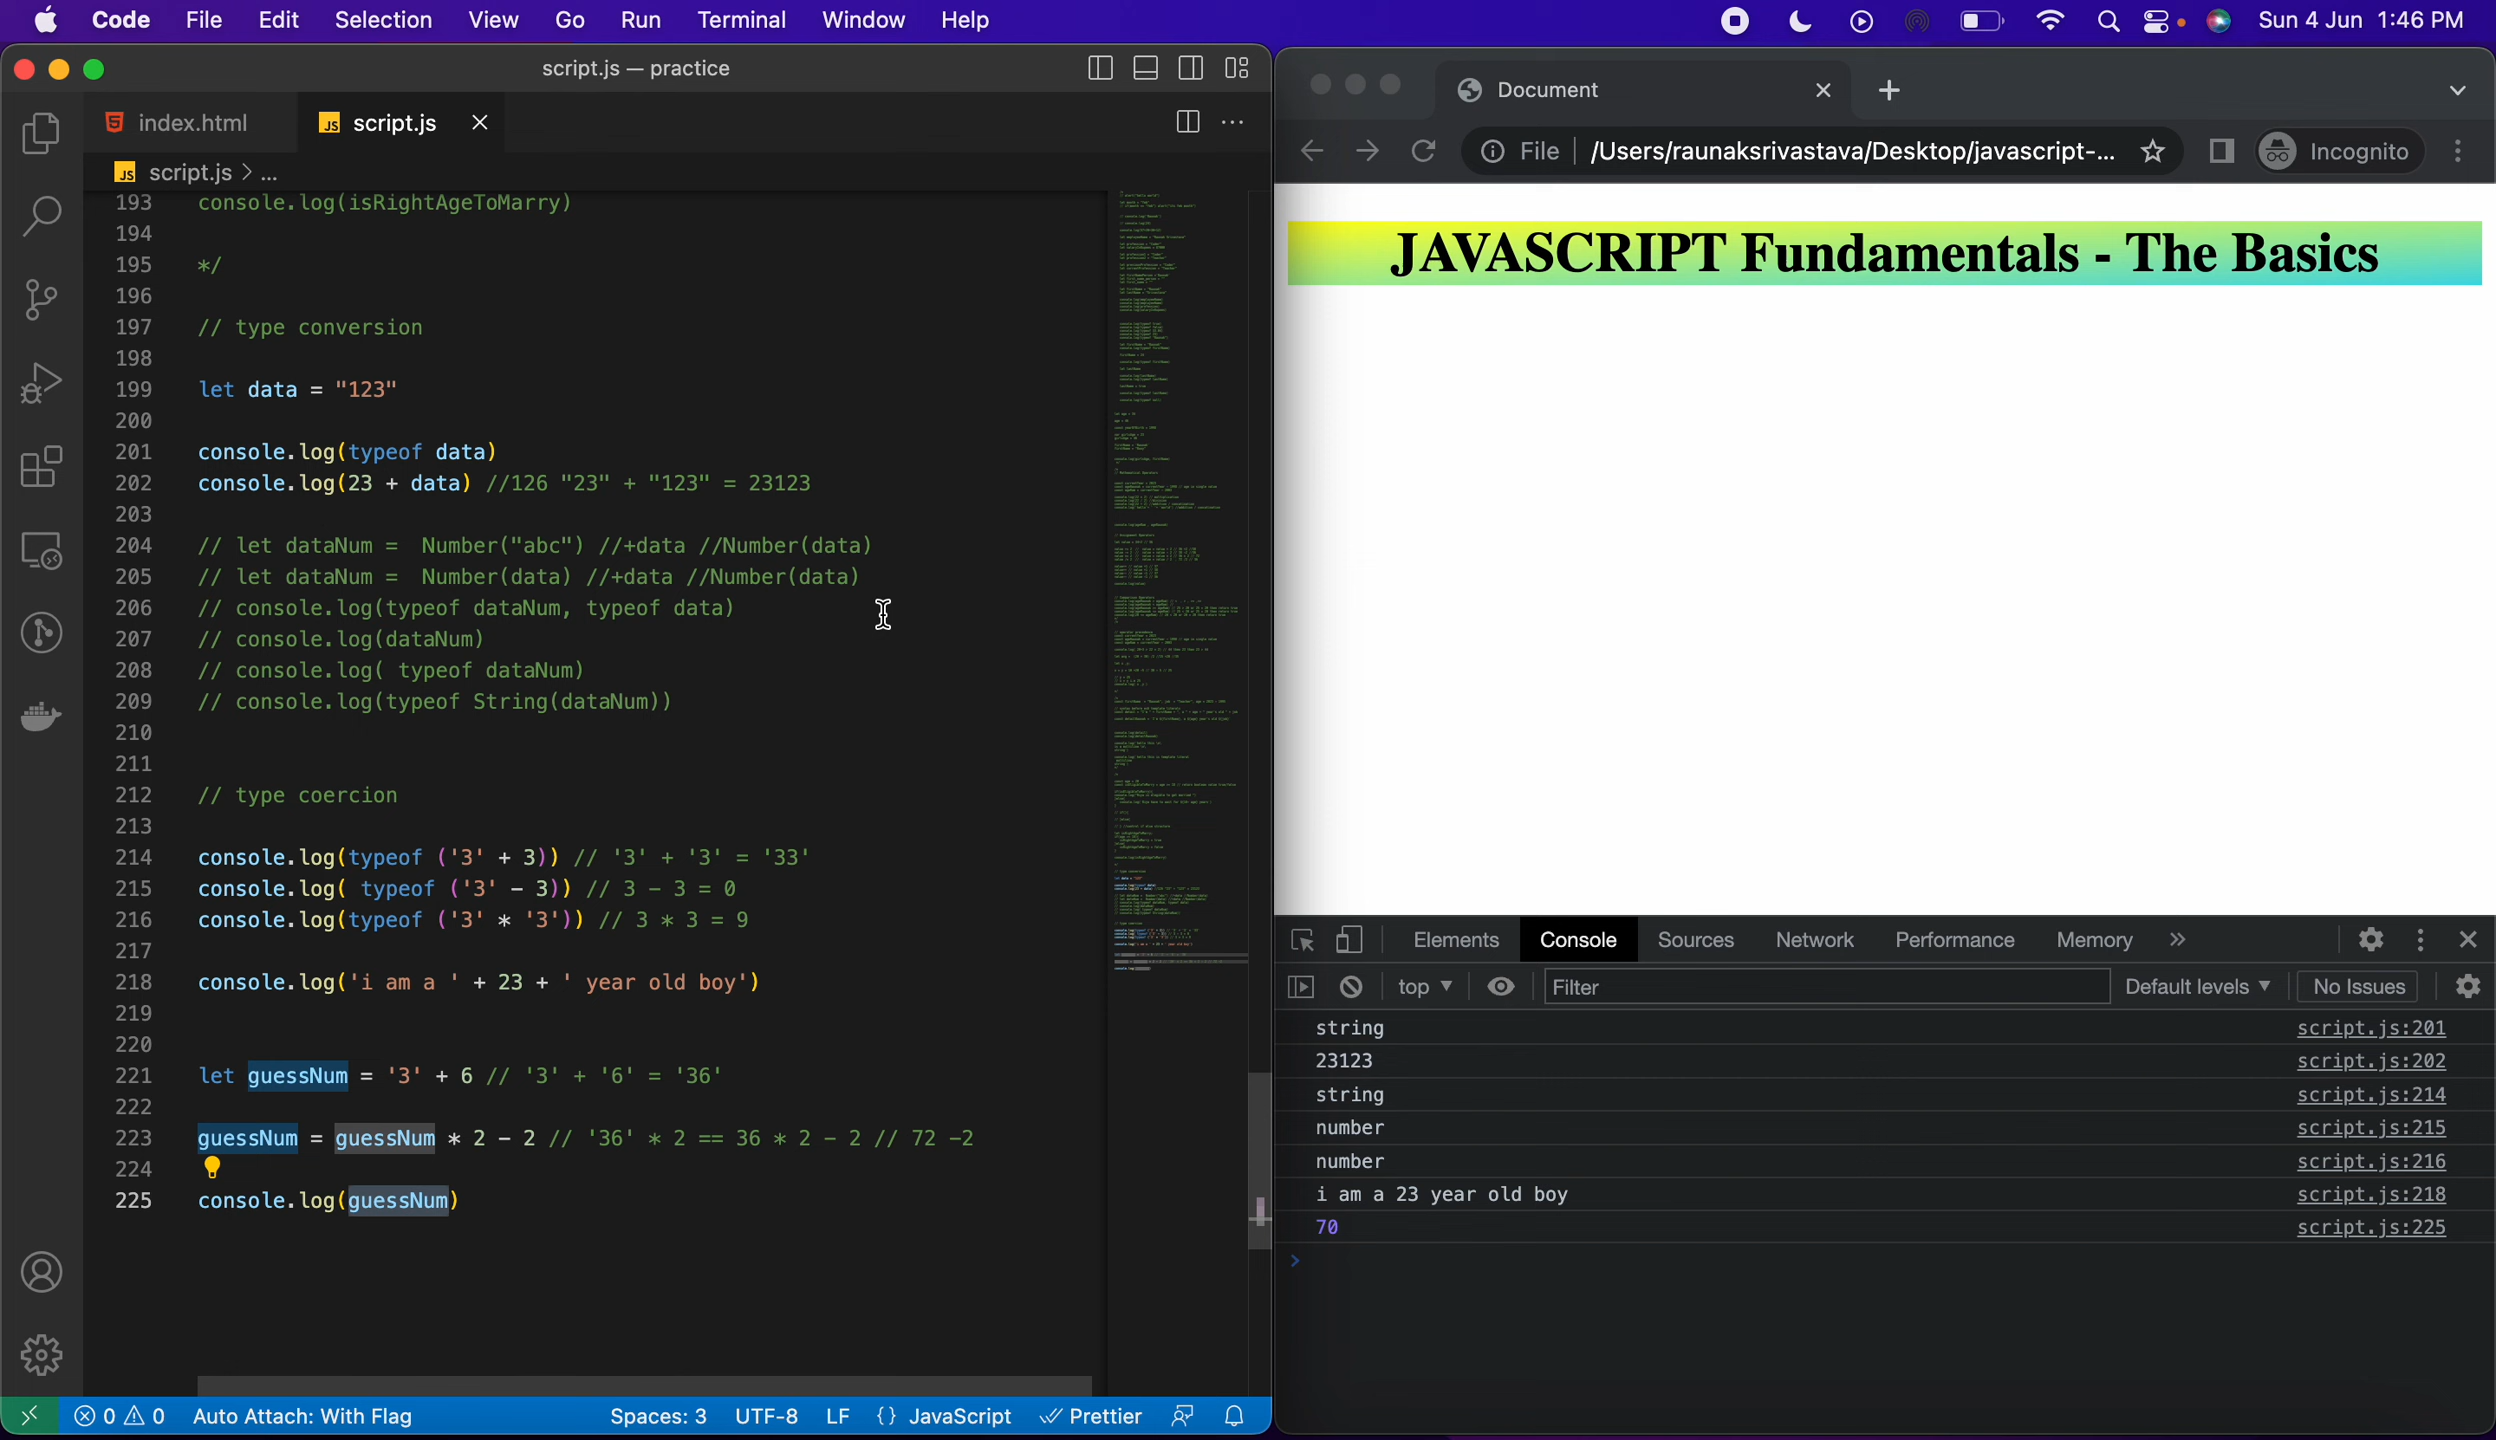 Code File Edit Selection View Go Run Terminal Window Help
Sun 4 Jun 1:46 PM
script.js — practice
index.html
JS script.js
JS script.js > ...
193 console.log(isRightAgeToMarry)
194
195 */
196
197 // type conversion
198
199 let data = "123"
200
201 console.log(typeof data)
202 console.log(23 + data) //126 "23" + "123" = 23123
203
204 // let dataNum =  Number("abc") //+data //Number(data)
205 // let dataNum =  Number(data) //+data //Number(data)
206 // console.log(typeof dataNum, typeof data)
207 // console.log(dataNum)
208 // console.log( typeof dataNum)
209 // console.log(typeof String(dataNum))
210
211
212 // type coercion
213
214 console.log(typeof ('3' + 3)) // '3' + '3' = '33'
215 console.log( typeof ('3' - 3)) // 3 - 3 = 0
216 console.log(typeof ('3' * '3')) // 3 * 3 = 9
217
218 console.log('i am a ' + 23 + ' year old boy')
219
220
221 let guessNum = '3' + 6 // '3' + '6' = '36'
222
223 guessNum = guessNum * 2 - 2 // '36' * 2 == 36 * 2 - 2 // 72 -2
224
225 console.log(guessNum)
0 0 Auto Attach: With Flag Spaces: 3 UTF-8 LF {} JavaScript Prettier
Document
File /Users/raunaksrivastava/Desktop/javascript-... Incognito
JAVASCRIPT Fundamentals - The Basics
Elements Console Sources Network Performance Memory
top Filter Default levels No Issues
string script.js:201
23123 script.js:202
string script.js:214
number script.js:215
number script.js:216
i am a 23 year old boy script.js:218
70 script.js:225